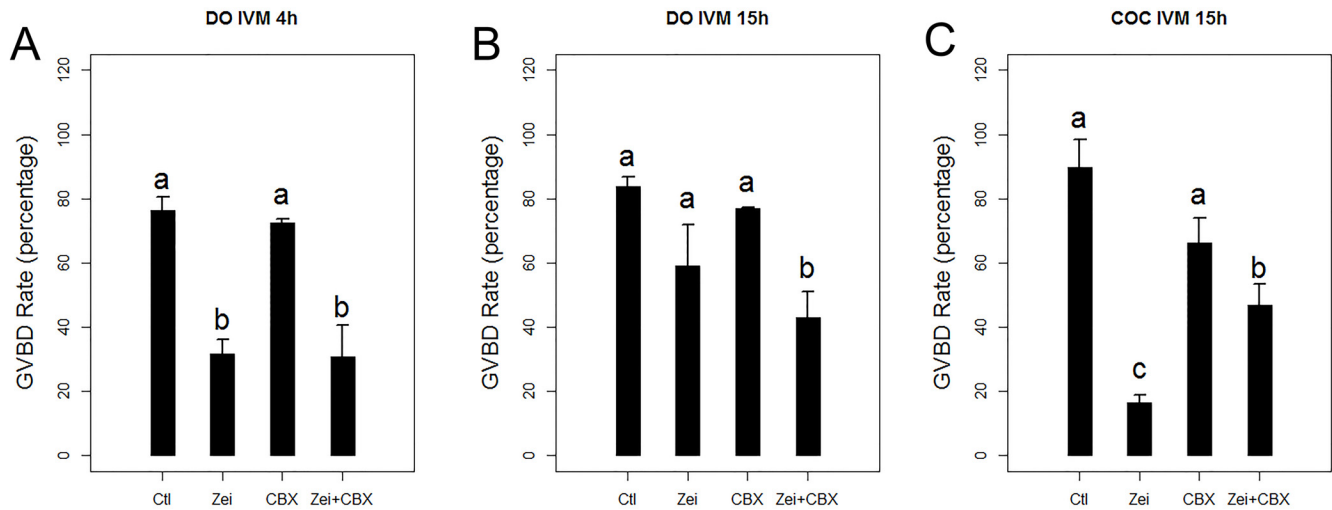 A
DO IVM 4h
GVBD Rate (percentage)
120
100
80
60
40
20
0
a
b
a
b
Ctl Zei CBX Zei+CBX
B
DO IVM 15h
GVBD Rate (percentage)
120
100
80
60
40
20
0
a
a
a
b
Ctl Zei CBX Zei+CBX
C
COC IVM 15h
GVBD Rate (percentage)
120
100
80
60
40
20
0
a
c
a
b
Ctl Zei CBX Zei+CBX